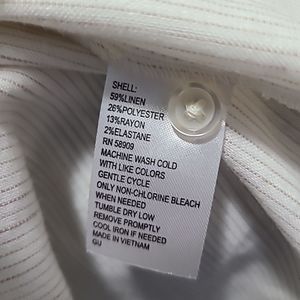 SHELL:
59%LINEN
26%POLYESTER
13%RAYON
2%ELASTANE
RN 58909
MACHINE WASH COLD
WITH LIKE COLORS
GENTLE CYCLE
ONLY NON-CHLORINE BLEACH
WHEN NEEDED
TUMBLE DRY LOW
REMOVE PROMPTLY
COOL IRON IF NEEDED
MADE IN VIETNAM
GU